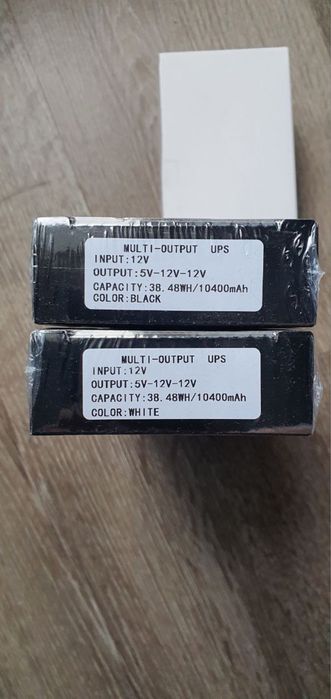 MULTI-OUTPUT UPS
INPUT:12V
OUTPUT:5V-12V-12V
CAPACITY:38.48WH/10400mAh
COLOR:BLACK
MULTI-OUTPUT UPS
INPUT:12V
OUTPUT:5V-12V-12V
CAPACITY:38.48WH/10400mAh
COLOR:WHITE